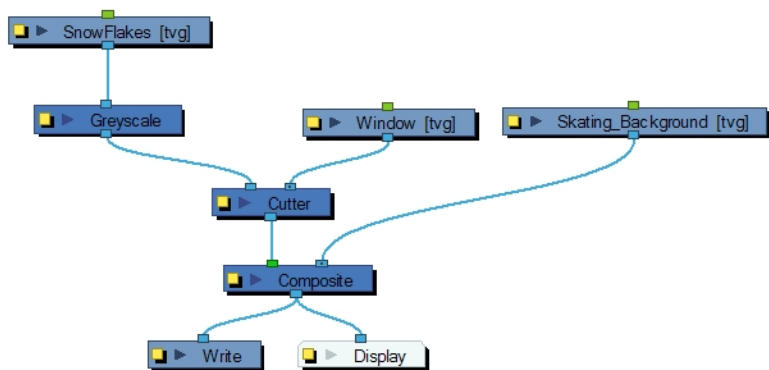 SnowFlakes [tvg]
Greyscale
Window [tvg]
Skating_Background [tvg]
Cutter
Composite
Write
Display